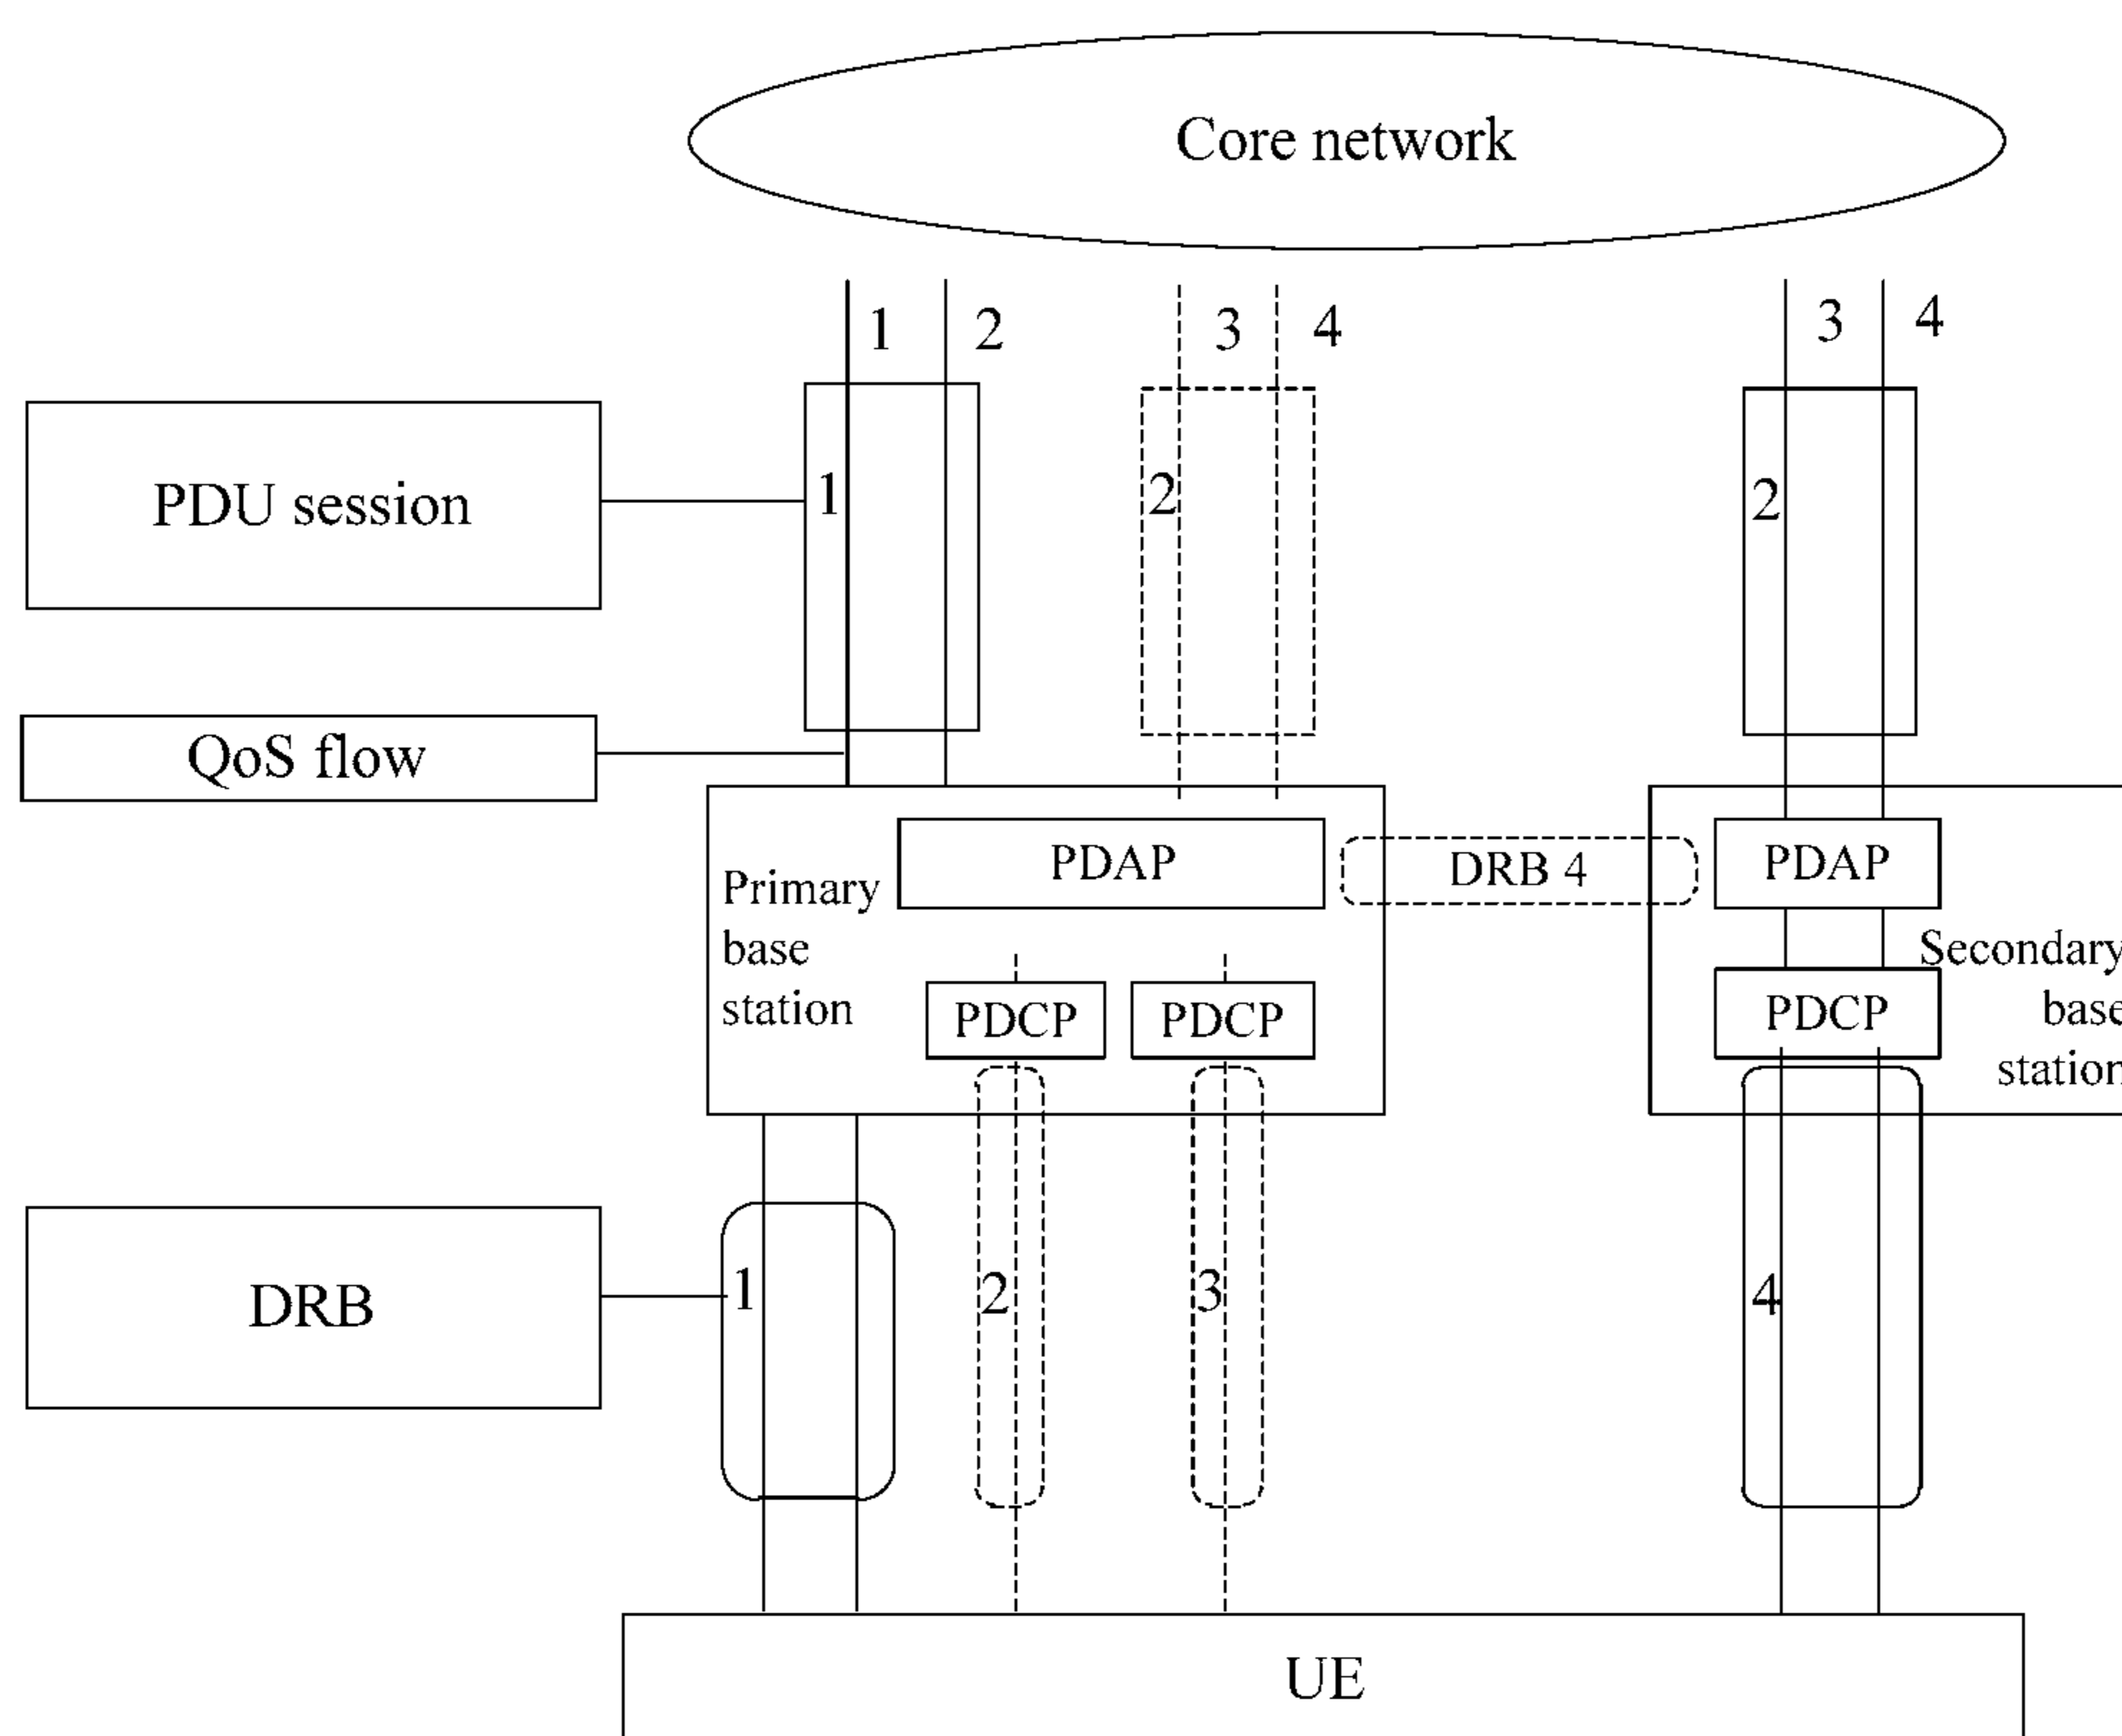 Core network
1 2 3 4 3 4
PDU session
1 2 2
QoS flow
Primary
base
station
PDAP
DRB 4
PDAP
PDCP
PDCP
PDCP
Secondary
base
station
DRB
1 2 3 4
UE